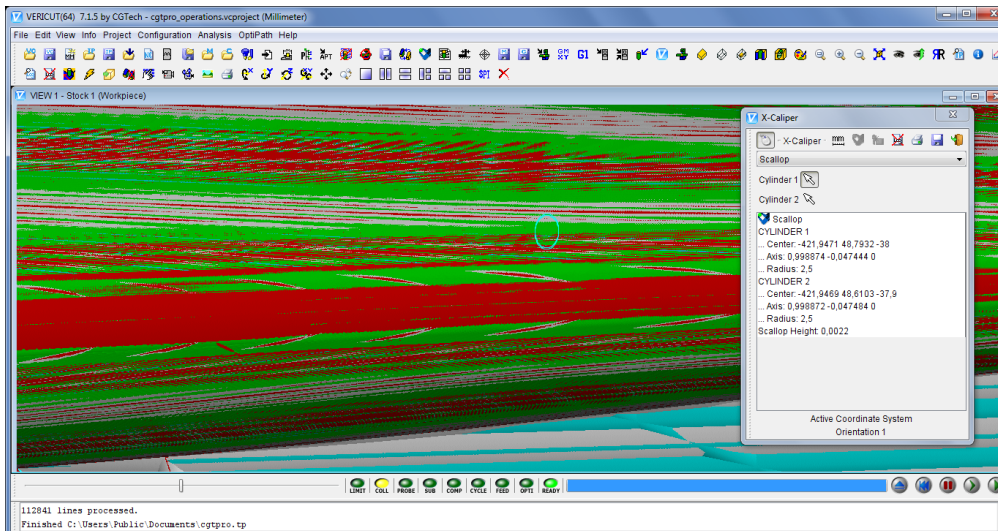 VERICUT(64) 7.1.5 by CGTech - cgtpro_operations.vcproject (Millimeter)
File Edit View Info Project Configuration Analysis OptiPath Help
VIEW 1 - Stock 1 (Workpiece)
X-Caliper
X-Caliper mm
Scallop
Cylinder 1
Cylinder 2
Scallop
CYLINDER 1
... Center: -421,9471 48,7932 -38
... Axis: 0,998874 -0,047444 0
... Radius: 2,5
CYLINDER 2
... Center: -421,9469 48,6103 -37,9
... Axis: 0,998872 -0,047484 0
... Radius: 2,5
Scallop Height: 0,0022
Active Coordinate System
Orientation 1
LIMIT COLL PROBE SUB COMP CYCLE FEED OPTI READY
112841 lines processed.
Finished C:\Users\Public\Documents\cgtpro.tp